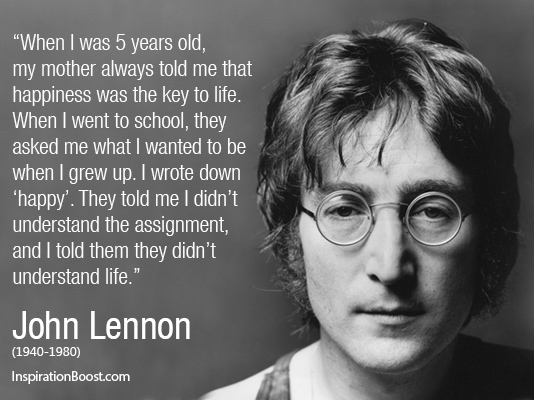 “When I was 5 years old,
my mother always told me that
happiness was the key to life.
When I went to school, they
asked me what I wanted to be
when I grew up. I wrote down
‘happy’. They told me I didn’t
understand the assignment,
and I told them they didn’t
understand life.”
John Lennon
(1940-1980)
InspirationBoost.com